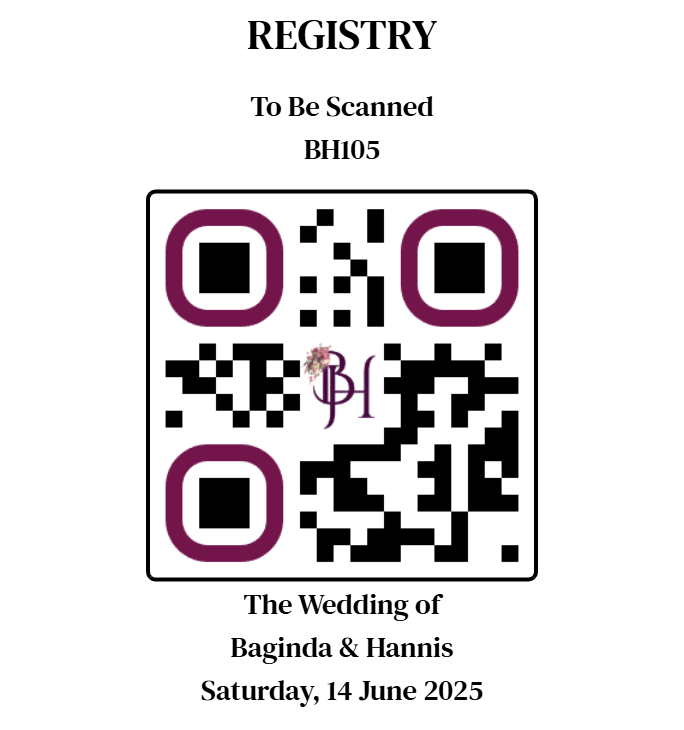 REGISTRY
To Be Scanned
BH105
BH
The Wedding of
Baginda & Hannis
Saturday, 14 June 2025